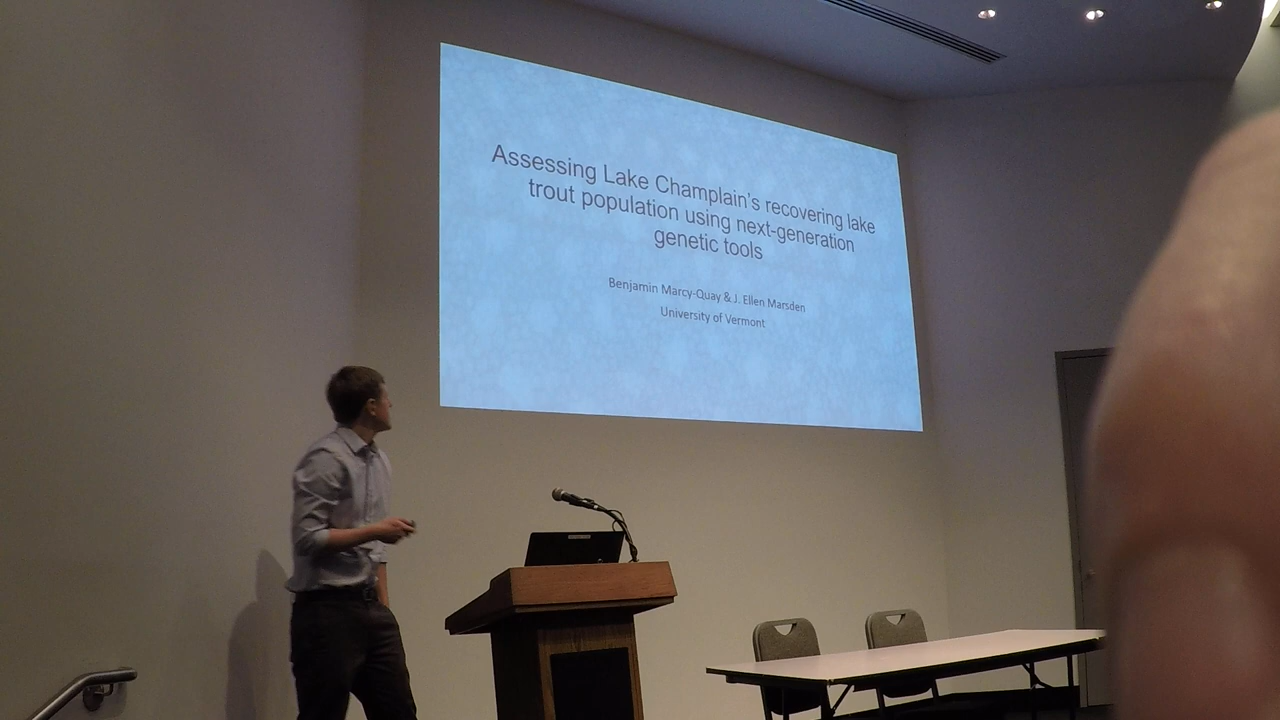 Assessing Lake Champlain's recovering lake
trout population using next-generation
genetic tools
Benjamin Marcy-Quay & J. Ellen Marsden
University of Vermont